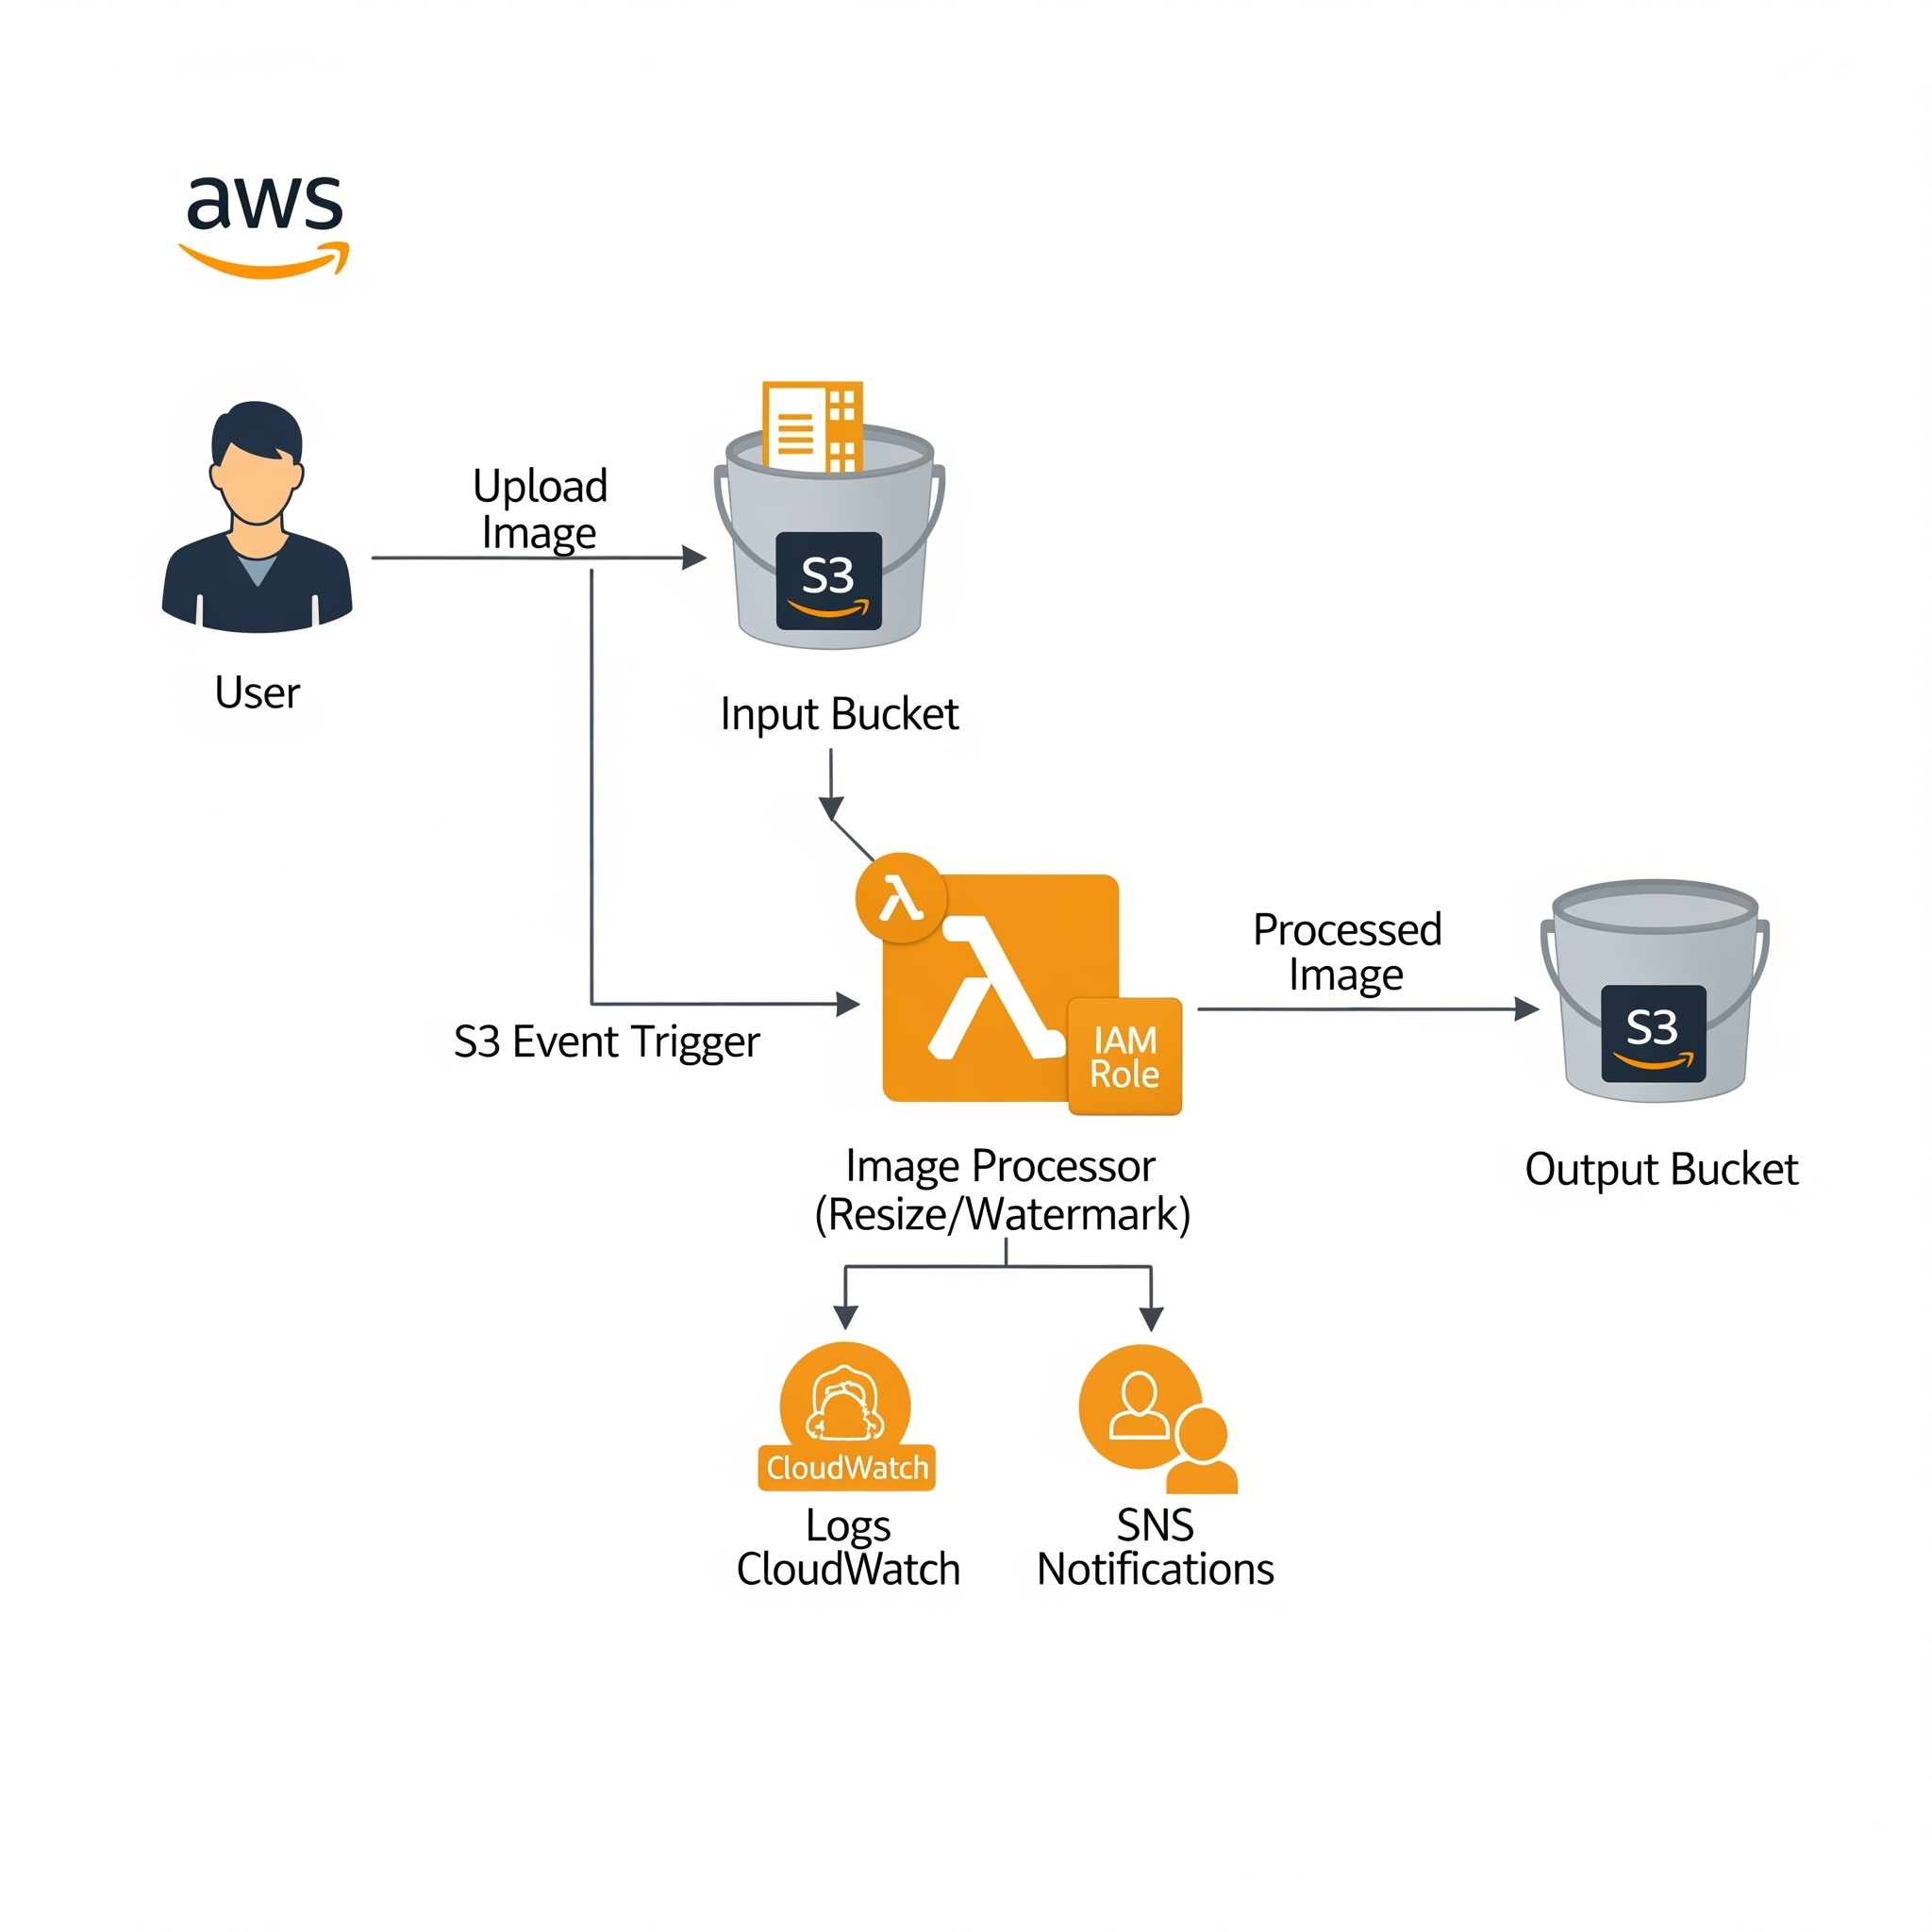 aws
Upload
Image
S3
User
Input Bucket
S3 Event Trigger
IAM
Role
Processed
Image
S3
Image Processor
(Resize/Watermark)
Output Bucket
CloudWatch
Logs
CloudWatch
SNS
Notifications